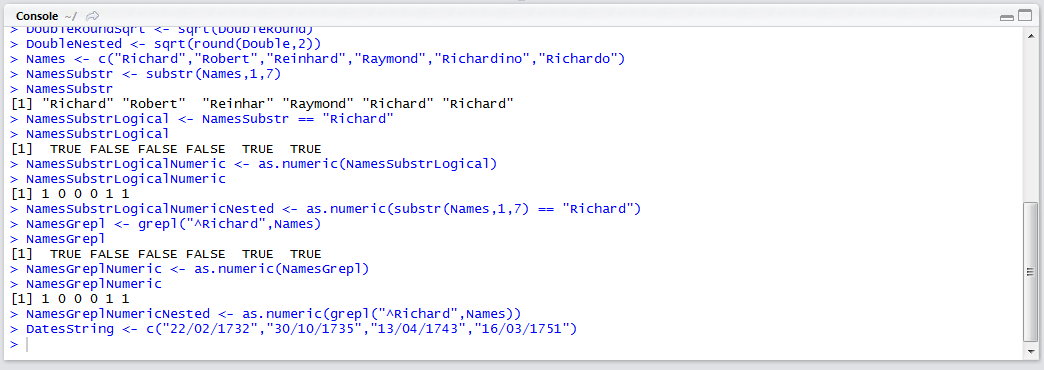 Console ~/
> DoubleRoundSqrt <- sqrt(DoubleRound)
> DoubleNested <- sqrt(round(Double,2))
> Names <- c("Richard","Robert","Reinhard","Raymond","Richardino","Richardo")
> NamesSubstr <- substr(Names,1,7)
> NamesSubstr
[1] "Richard" "Robert"  "Reinhar" "Raymond" "Richard" "Richard"
> NamesSubstrLogical <- NamesSubstr == "Richard"
> NamesSubstrLogical
[1]  TRUE FALSE FALSE FALSE  TRUE  TRUE
> NamesSubstrLogicalNumeric <- as.numeric(NamesSubstrLogical)
> NamesSubstrLogicalNumeric
[1] 1 0 0 0 1 1
> NamesSubstrLogicalNumericNested <- as.numeric(substr(Names,1,7) == "Richard")
> NamesGrepl <- grepl("^Richard",Names)
> NamesGrepl
[1]  TRUE FALSE FALSE FALSE  TRUE  TRUE
> NamesGreplNumeric <- as.numeric(NamesGrepl)
> NamesGreplNumeric
[1] 1 0 0 0 1 1
> NamesGreplNumericNested <- as.numeric(grepl("^Richard",Names))
> DatesString <- c("22/02/1732","30/10/1735","13/04/1743","16/03/1751")
>